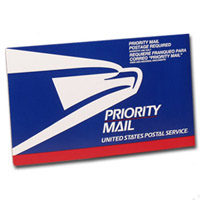 PRIORITY MAIL
POSTAGE REQUIRED
REQUIERE FRANQUEO PARA
CORREO "PRIORITY MAIL"
PRIORITY
MAIL
UNITED STATES POSTAL SERVICE